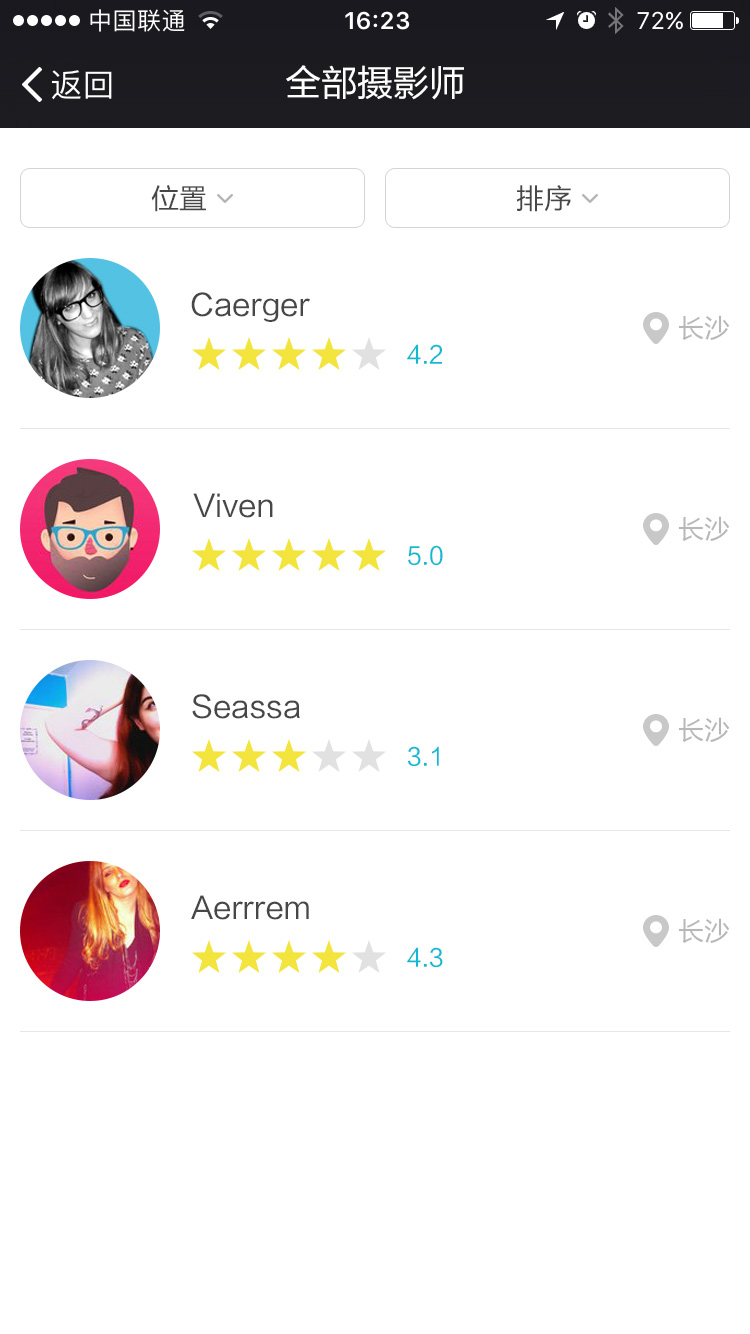 中国联通 16:23 72%
返回 全部摄影师
位置 排序
Caerger
4.2 长沙
Viven
5.0 长沙
Seassa
3.1 长沙
Aerrrem
4.3 长沙